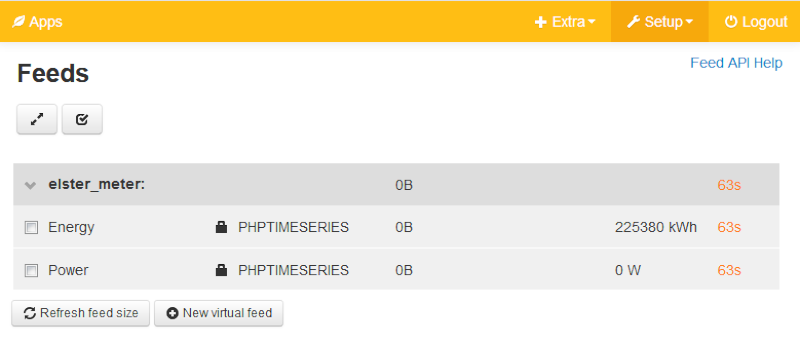 Apps Extra Setup Logout
Feeds Feed API Help
elster_meter: 0B 63s
Energy PHPTIMESERIES 0B 225380 kWh 63s
Power PHPTIMESERIES 0B 0 W 63s
Refresh feed size New virtual feed